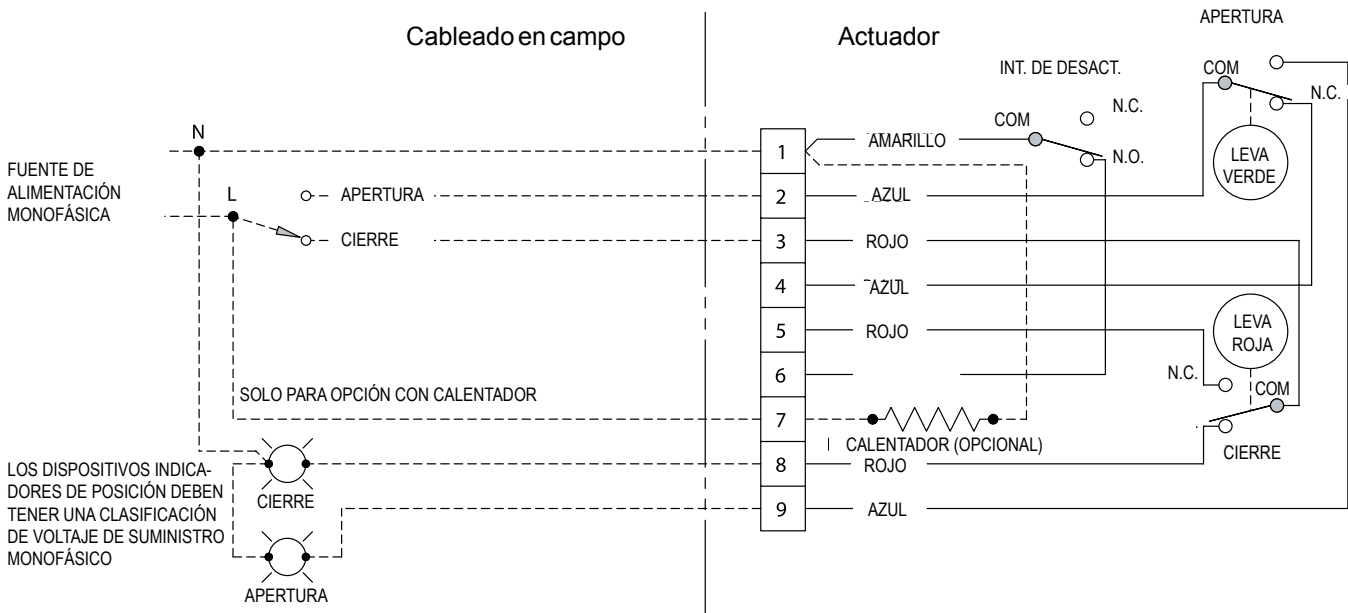 Cableado en campo
Actuador
APERTURA
INT. DE DESACT.
COM
N.C.
N.C.
COM
N.O.
LEVA
VERDE
N
FUENTE DE
ALIMENTACIÓN
MONOFÁSICA
L
APERTURA
CIERRE
1
AMARILLO
2
AZUL
3
ROJO
4
AZUL
5
ROJO
6
7
8
ROJO
9
AZUL
LEVA
ROJA
N.C.
COM
CIERRE
SOLO PARA OPCIÓN CON CALENTADOR
CALENTADOR (OPCIONAL)
LOS DISPOSITIVOS INDICA-
DORES DE POSICIÓN DEBEN
TENER UNA CLASIFICACIÓN
DE VOLTAJE DE SUMINISTRO
MONOFÁSICO
CIERRE
APERTURA